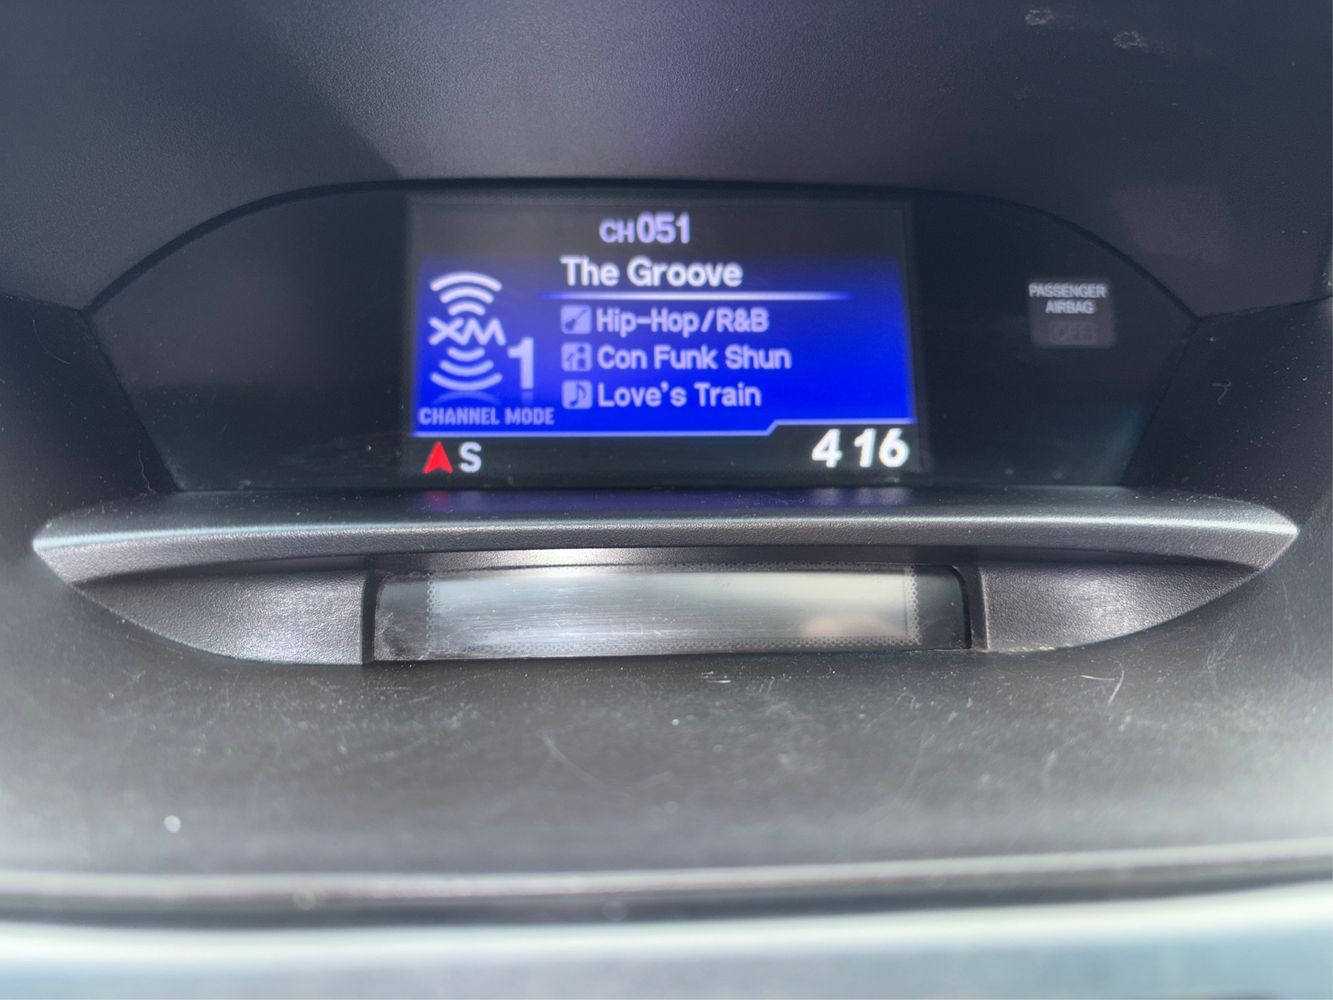 CH051
The Groove
XM
1
Hip-Hop/R&B
Con Funk Shun
Love's Train
CHANNEL MODE
S
4 16
PASSENGER
AIRBAG
OFF